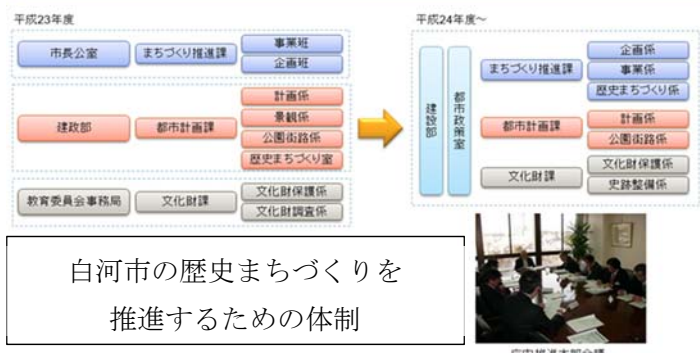 平成23年度
市長公室
まちづくり推進課
事業班
企画班
建設部
都市計画課
計画係
景観係
公園街路係
歴史まちづくり室
教育委員会事務局
文化財課
文化財保護係
文化財調査係
平成24年度～
建設部
都市政策室
まちづくり推進課
企画係
事業係
歴史まちづくり係
都市計画課
計画係
公園街路係
文化財課
文化財保護係
史跡整備係
白河市の歴史まちづくりを
推進するための体制